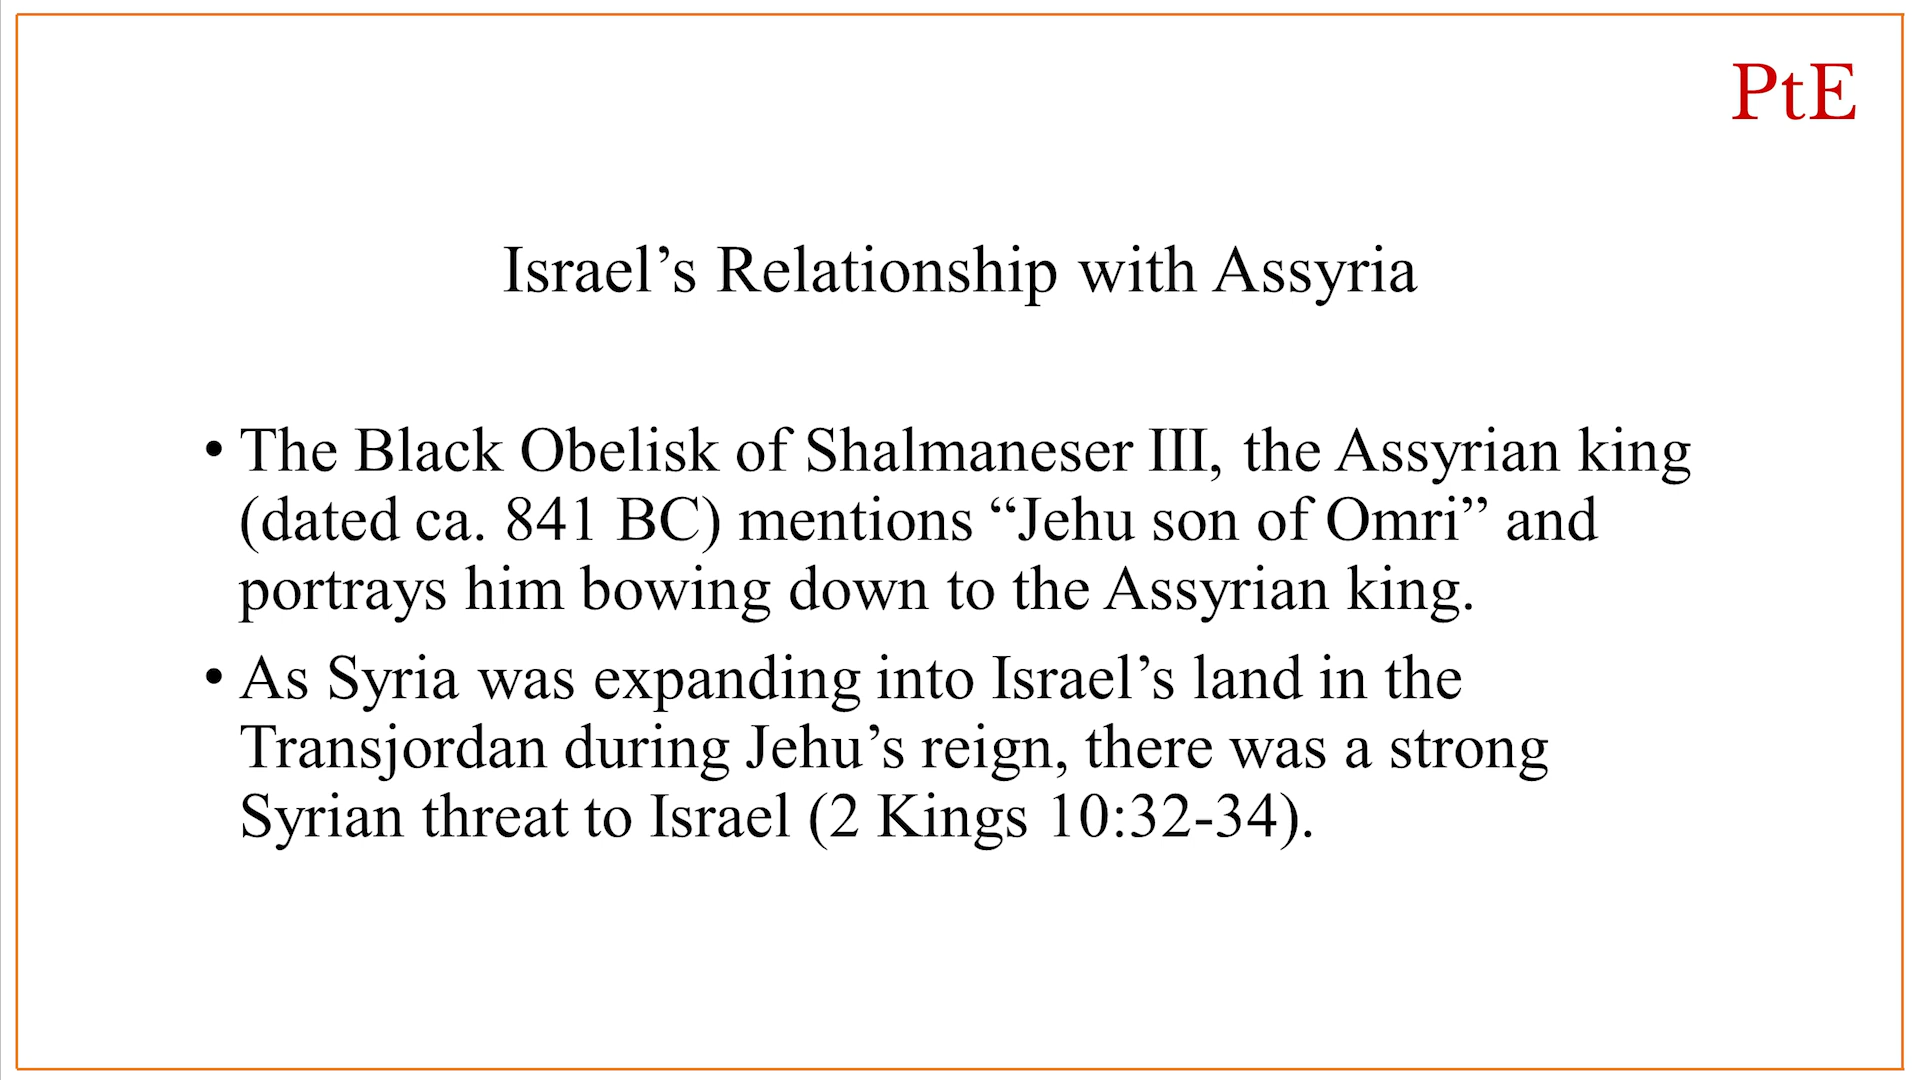 PtE
Israel’s Relationship with Assyria
• The Black Obelisk of Shalmaneser III, the Assyrian king
(dated ca. 841 BC) mentions “Jehu son of Omri” and
portrays him bowing down to the Assyrian king.
• As Syria was expanding into Israel’s land in the
Transjordan during Jehu’s reign, there was a strong
Syrian threat to Israel (2 Kings 10:32-34).